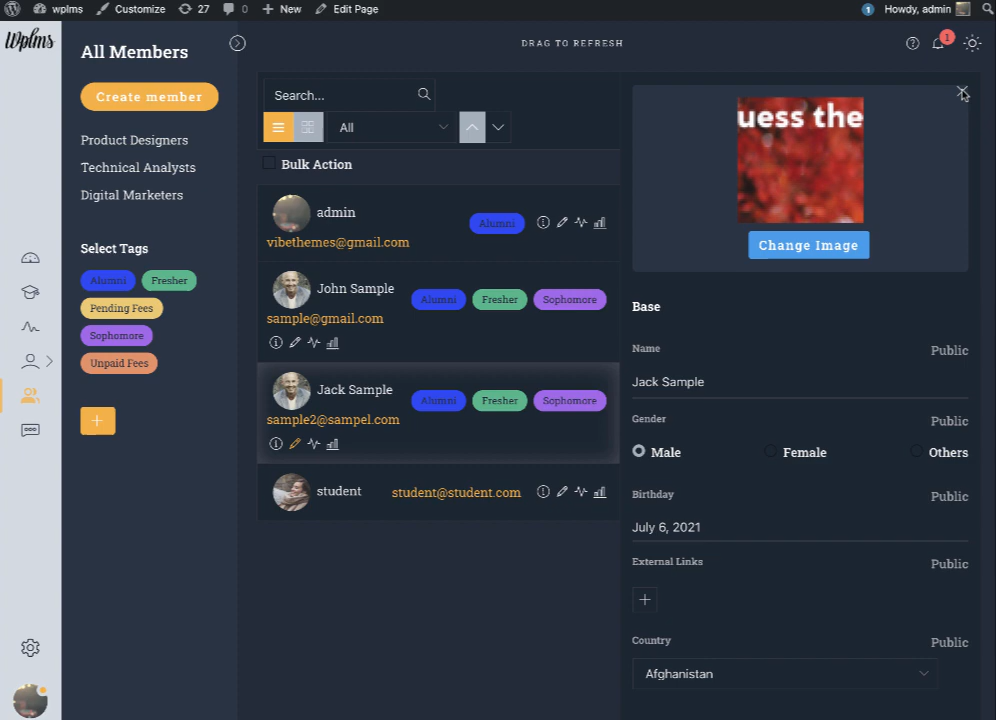 wplms
Customize
27
0
New
Edit Page
1
Howdy, admin
Wplms
All Members
DRAG TO REFRESH
1
Create member
Product Designers
Technical Analysts
Digital Marketers
Select Tags
Alumni
Fresher
Pending Fees
Sophomore
Unpaid Fees
+
Search...
All
Bulk Action
admin
vibethemes@gmail.com
Alumni
John Sample
sample@gmail.com
Alumni
Fresher
Sophomore
Jack Sample
sample2@sampel.com
Alumni
Fresher
Sophomore
student
student@student.com
uess the
Change Image
Base
Name
Public
Jack Sample
Gender
Public
Male
Female
Others
Birthday
Public
July 6, 2021
External Links
Public
+
Country
Public
Afghanistan